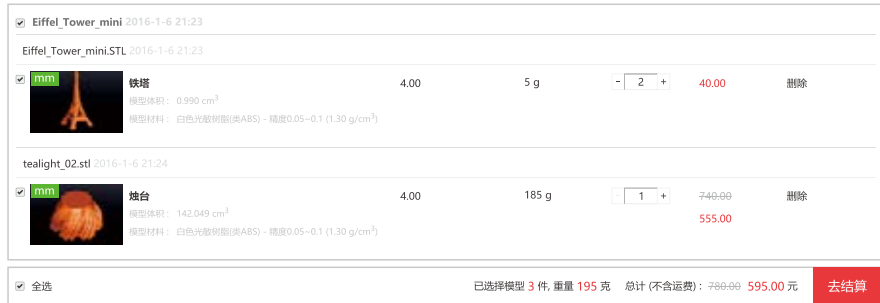 Eiffel_Tower_mini 2016-1-6 21:23
Eiffel_Tower_mini.STL 2016-1-6 21:23
mm 铁塔 4.00 5 g - 2 + 40.00 删除
模型体积： 0.990 cm³
模型材料： 白色光敏树脂(类ABS) - 精度0.05~0.1 (1.30 g/cm³)
tealight_02.stl 2016-1-6 21:24
mm 烛台 4.00 185 g - 1 + 740.00 删除
模型体积： 142.049 cm³ 555.00
模型材料： 白色光敏树脂(类ABS) - 精度0.05~0.1 (1.30 g/cm³)
全选 已选择模型 3 件, 重量 195 克 总计 (不含运费)： 780.00 595.00 元 去结算